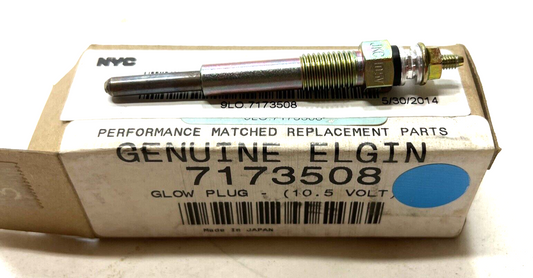 NYC
9LO:7173508
5/30/2014
PERFORMANCE MATCHED REPLACEMENT PARTS
GENUINE ELGIN
7173508
GLOW PLUG - (10.5 VOLT)
Made In JAPAN